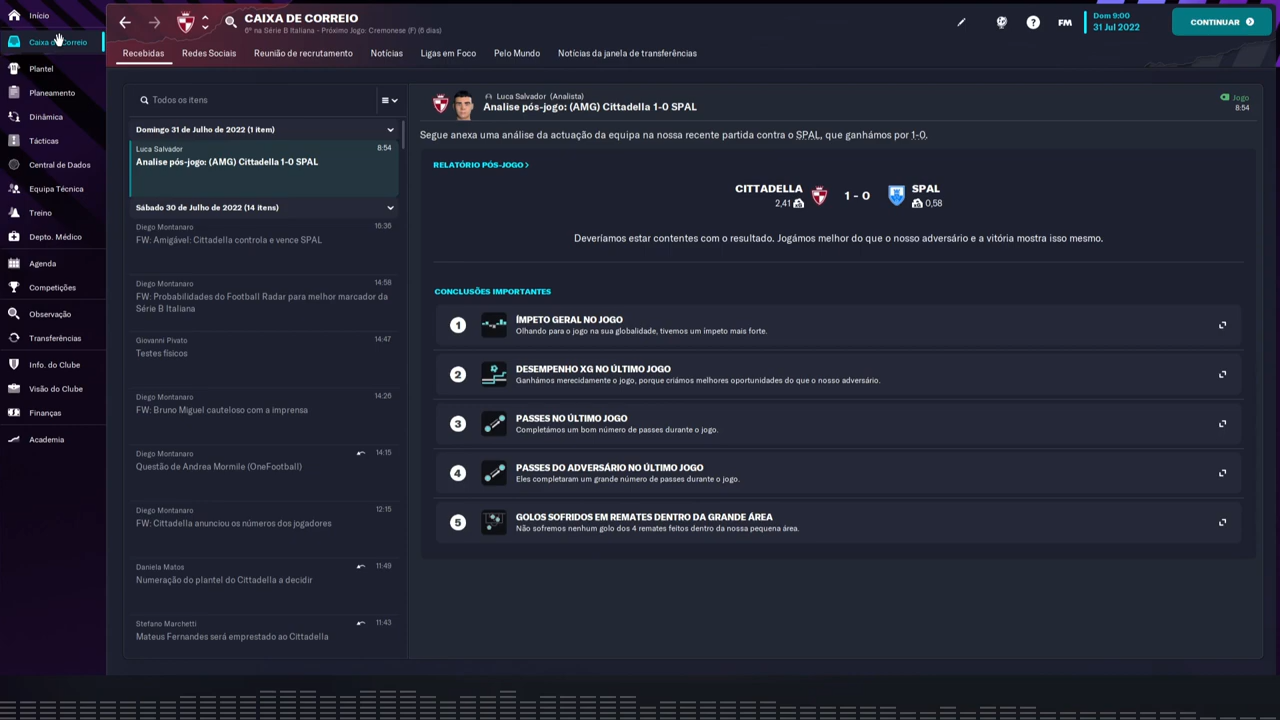 Início
Caixa de Correio
Plantel
Planeamento
Dinâmica
Tácticas
Central de Dados
Equipa Técnica
Treino
Depto. Médico
Agenda
Competições
Observação
Transferências
Info. do Clube
Visão do Clube
Finanças
Academia
CAIXA DE CORREIO
6º na Série B Italiana - Próximo Jogo: Cremonese (F) (6 dias)
FM
Dom 9:00
31 Jul 2022
CONTINUAR
Recebidas
Redes Sociais
Reunião de recrutamento
Notícias
Ligas em Foco
Pelo Mundo
Notícias da janela de transferências
Todos os itens
Domingo 31 de Julho de 2022 (1 item)
Luca Salvador 8:54
Analise pós-jogo: (AMG) Cittadella 1-0 SPAL
Sábado 30 de Julho de 2022 (14 itens)
Diego Montanaro 16:36
FW: Amigável: Cittadella controla e vence SPAL
Diego Montanaro 14:58
FW: Probabilidades do Football Radar para melhor marcador da
Série B Italiana
Giovanni Pivato 14:47
Testes físicos
Diego Montanaro 14:26
FW: Bruno Miguel cauteloso com a imprensa
Diego Montanaro 14:15
Questão de Andrea Mormile (OneFootball)
Diego Montanaro 12:15
FW: Cittadella anunciou os números dos jogadores
Daniela Matos 11:49
Numeração do plantel do Cittadella a decidir
Stefano Marchetti 11:43
Mateus Fernandes será emprestado ao Cittadella
Luca Salvador (Analista)
Analise pós-jogo: (AMG) Cittadella 1-0 SPAL
Jogo
8:54
Segue anexa uma análise da actuação da equipa na nossa recente partida contra o SPAL, que ganhámos por 1-0.
RELATÓRIO PÓS-JOGO >
CITTADELLA 1 - 0 SPAL
2,41 0,58
Deveríamos estar contentes com o resultado. Jogámos melhor do que o nosso adversário e a vitória mostra isso mesmo.
CONCLUSÕES IMPORTANTES
1 ÍMPETO GERAL NO JOGO
Olhando para o jogo na sua globalidade, tivemos um ímpeto mais forte.
2 DESEMPENHO XG NO ÚLTIMO JOGO
Ganhámos merecidamente o jogo, porque criámos melhores oportunidades do que o nosso adversário.
3 PASSES NO ÚLTIMO JOGO
Completámos um bom número de passes durante o jogo.
4 PASSES DO ADVERSÁRIO NO ÚLTIMO JOGO
Eles completaram um grande número de passes durante o jogo.
5 GOLOS SOFRIDOS EM REMATES DENTRO DA GRANDE ÁREA
Não sofremos nenhum golo dos 4 remates feitos dentro da nossa pequena área.